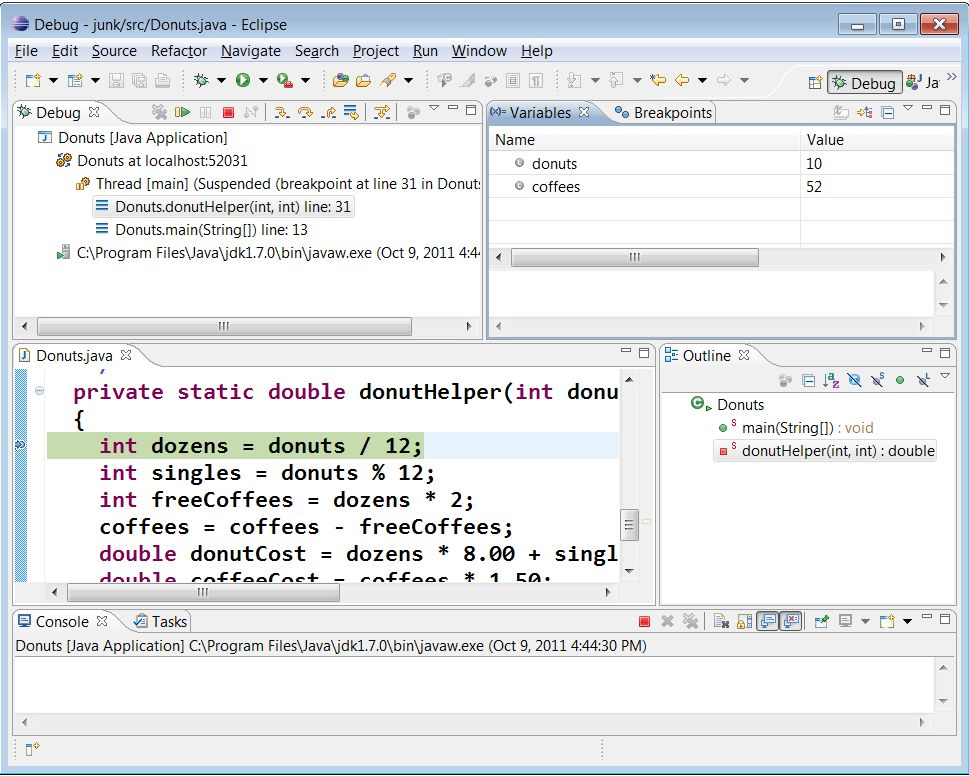 Debug - junk/src/Donuts.java - Eclipse
File Edit Source Refactor Navigate Search Project Run Window Help
Debug Ja »
Debug
Donuts [Java Application]
Donuts at localhost:52031
Thread [main] (Suspended (breakpoint at line 31 in Donuts
Donuts.donutHelper(int, int) line: 31
Donuts.main(String[]) line: 13
C:\Program Files\Java\jdk1.7.0\bin\javaw.exe (Oct 9, 2011 4:44
(x)= Variables Breakpoints
Name Value
donuts 10
coffees 52
Donuts.java
private static double donutHelper(int donu
{
int dozens = donuts / 12;
int singles = donuts % 12;
int freeCoffees = dozens * 2;
coffees = coffees - freeCoffees;
double donutCost = dozens * 8.00 + singl
double coffeeCost = coffees * 1.50;
Outline
Donuts
main(String[]) : void
donutHelper(int, int) : double
Console Tasks
Donuts [Java Application] C:\Program Files\Java\jdk1.7.0\bin\javaw.exe (Oct 9, 2011 4:44:30 PM)